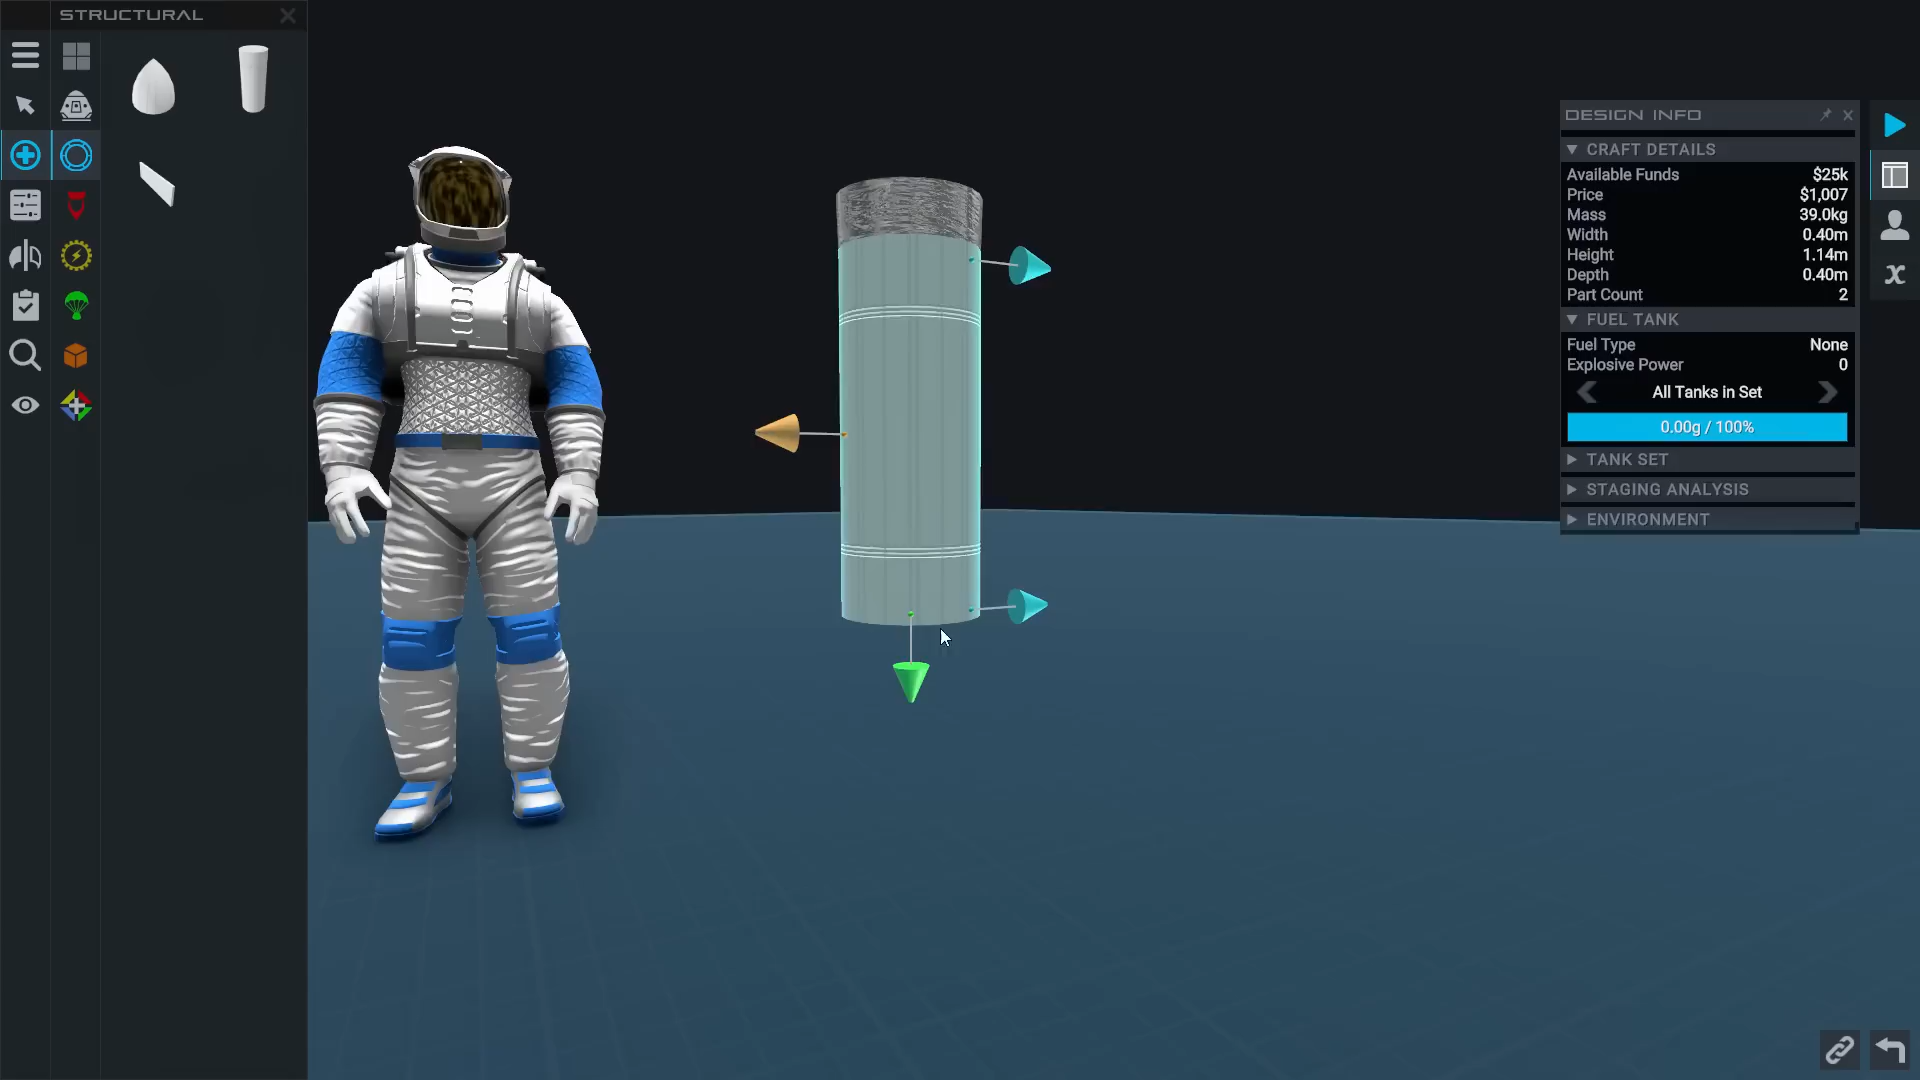 STRUCTURAL
DESIGN INFO
CRAFT DETAILS
Available Funds $25k
Price $1,007
Mass 39.0kg
Width 0.40m
Height 1.14m
Depth 0.40m
Part Count 2
FUEL TANK
Fuel Type None
Explosive Power 0
All Tanks in Set
0.00g / 100%
TANK SET
STAGING ANALYSIS
ENVIRONMENT